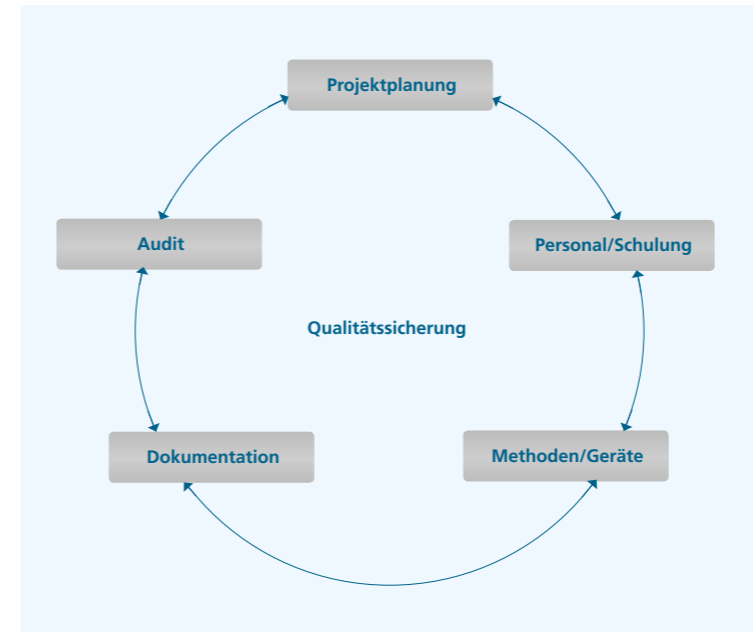 Projektplanung
Audit
Personal/Schulung
Qualitätssicherung
Dokumentation
Methoden/Geräte